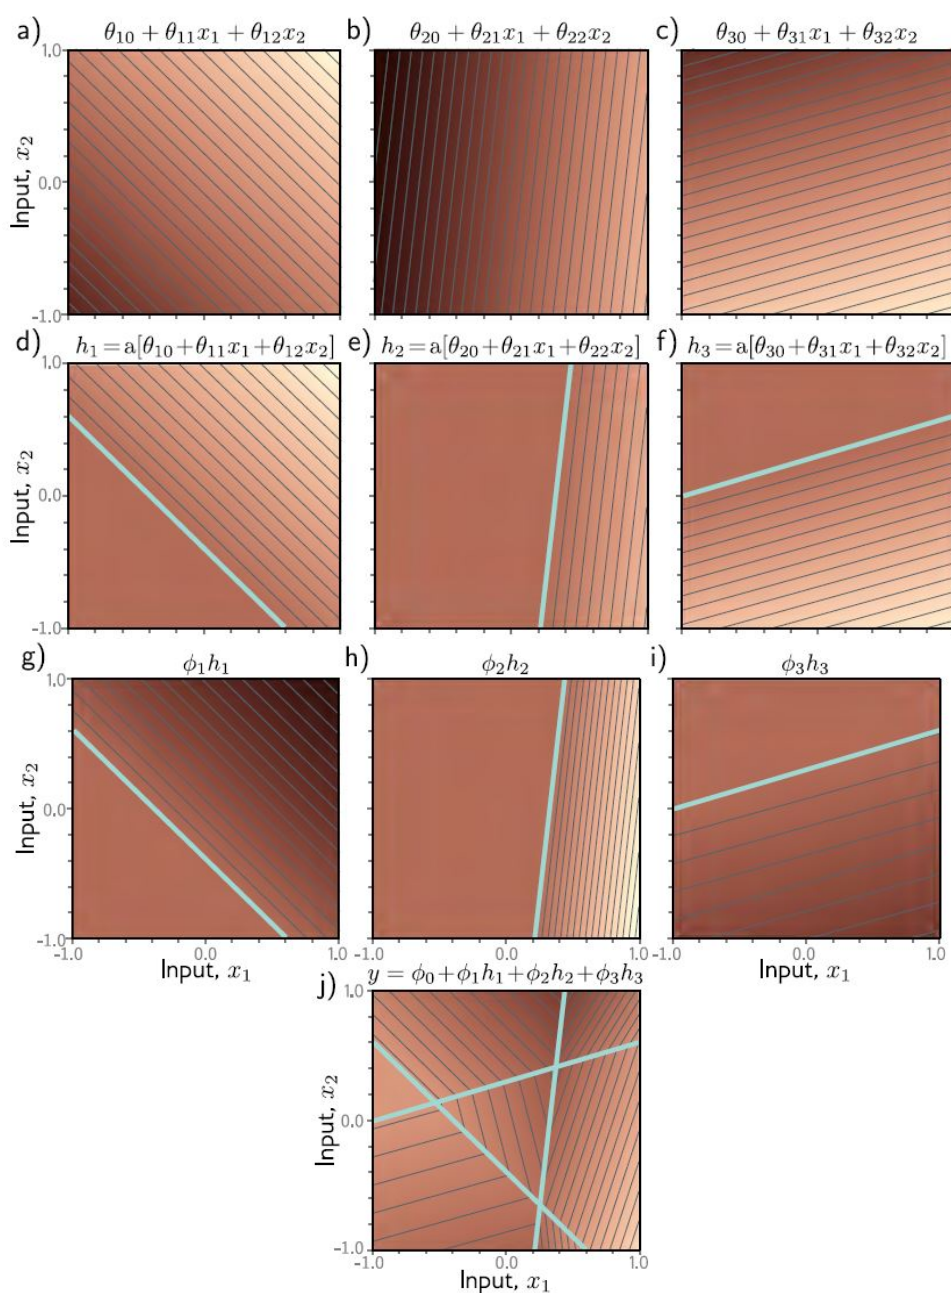 a) θ₁₀ + θ₁₁x₁ + θ₁₂x₂ b) θ₂₀ + θ₂₁x₁ + θ₂₂x₂ c) θ₃₀ + θ₃₁x₁ + θ₃₂x₂
1.0
Input, x₂
0.0
-1.0
d) h₁ = a[θ₁₀+θ₁₁x₁+θ₁₂x₂] e) h₂ = a[θ₂₀+θ₂₁x₁+θ₂₂x₂] f) h₃ = a[θ₃₀+θ₃₁x₁+θ₃₂x₂]
1.0
Input, x₂
0.0
-1.0
g) ϕ₁h₁ h) ϕ₂h₂ i) ϕ₃h₃
1.0
Input, x₂
0.0
-1.0
-1.0 0.0 1.0 -1.0 0.0 1.0
Input, x₁ Input, x₁
j) y = ϕ₀ + ϕ₁h₁ + ϕ₂h₂ + ϕ₃h₃
1.0
Input, x₂
0.0
-1.0
-1.0 0.0 1.0
Input, x₁